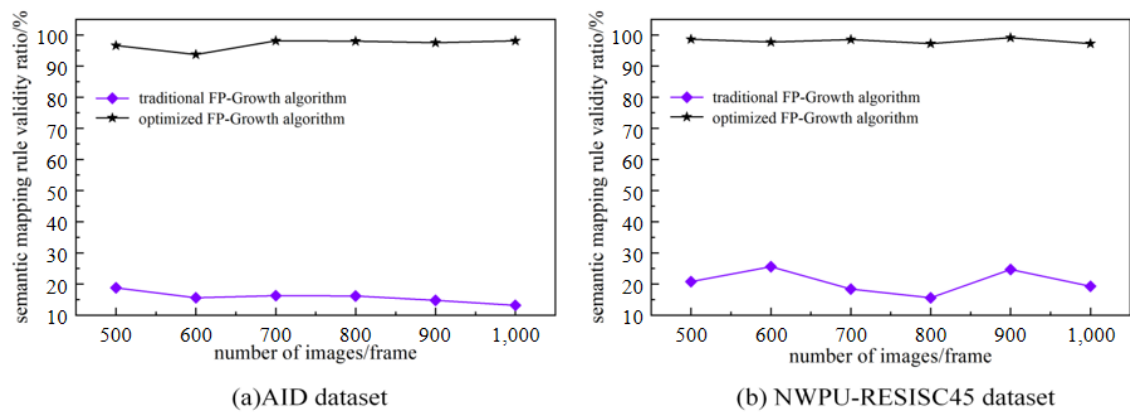 semantic mapping rule validity ratio/%
100
90
80
70
60
50
40
30
20
10
traditional FP-Growth algorithm
optimized FP-Growth algorithm
500 600 700 800 900 1,000
number of images/frame
(a)AID dataset
semantic mapping rule validity ratio/%
100
90
80
70
60
50
40
30
20
10
traditional FP-Growth algorithm
optimized FP-Growth algorithm
500 600 700 800 900 1,000
number of images/frame
(b) NWPU-RESISC45 dataset